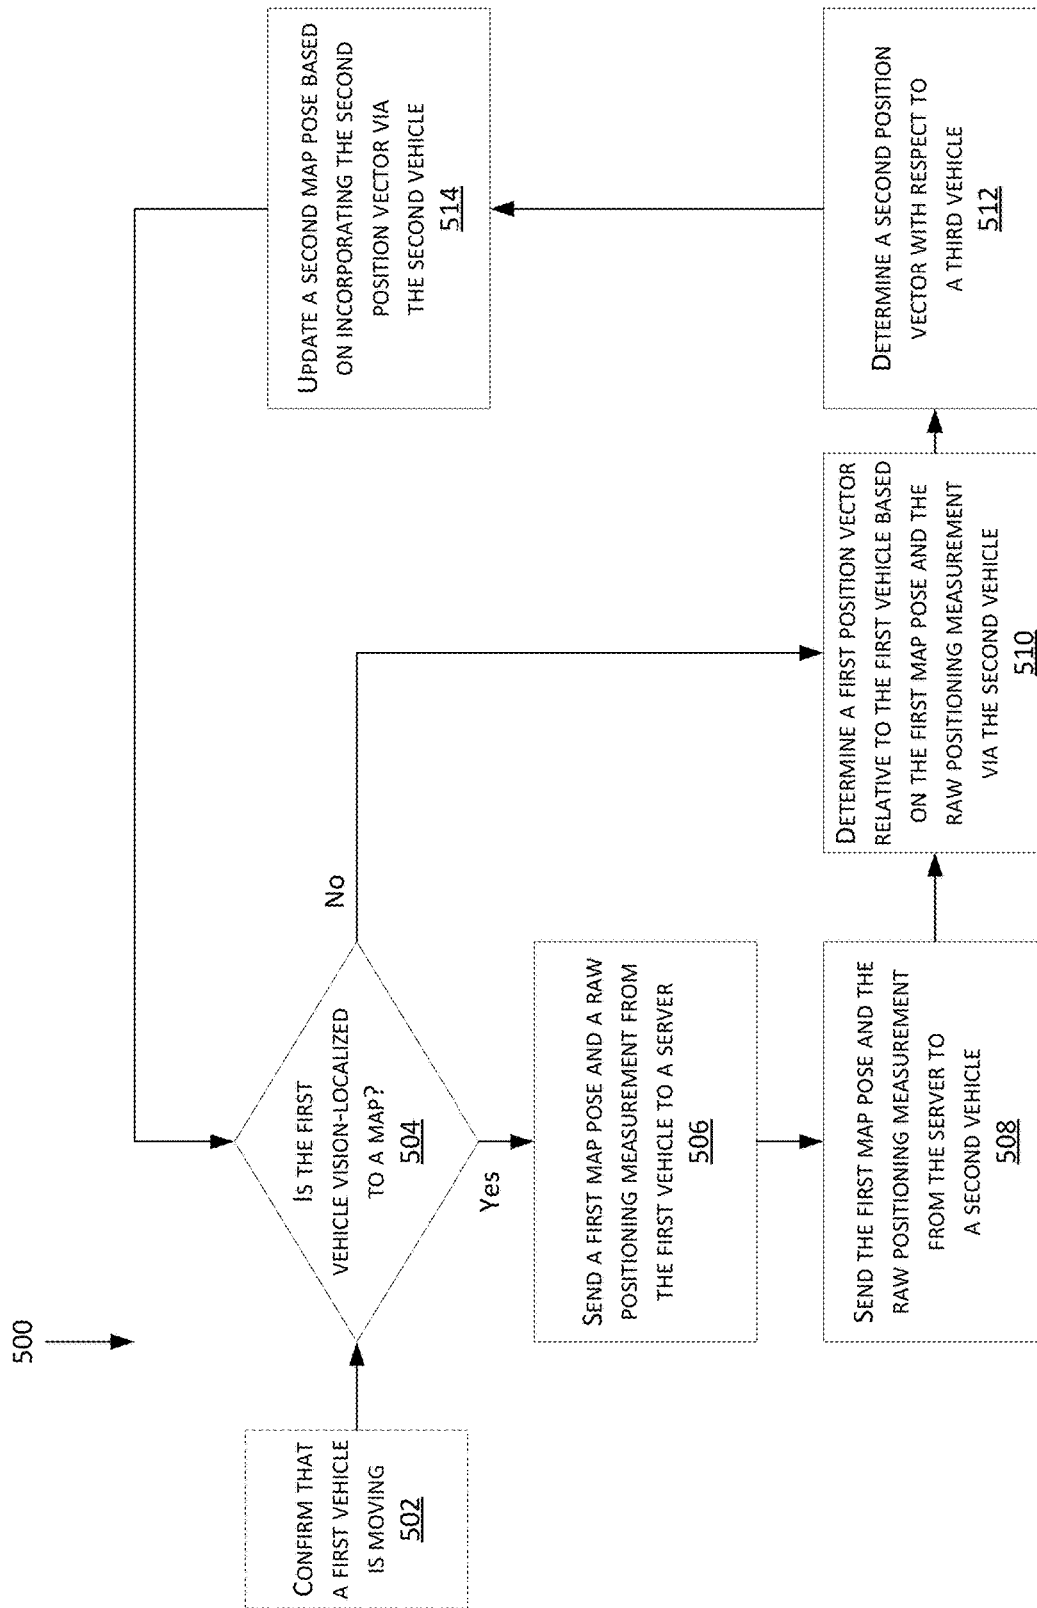 500
CONFIRM THAT
A FIRST VEHICLE
IS MOVING
502
IS THE FIRST
VEHICLE VISION-LOCALIZED
TO A MAP?
504
No
Yes
SEND A FIRST MAP POSE AND A RAW
POSITIONING MEASUREMENT FROM
THE FIRST VEHICLE TO A SERVER
506
SEND THE FIRST MAP POSE AND THE
RAW POSITIONING MEASUREMENT
FROM THE SERVER TO
A SECOND VEHICLE
508
DETERMINE A FIRST POSITION VECTOR
RELATIVE TO THE FIRST VEHICLE BASED
ON THE FIRST MAP POSE AND THE
RAW POSITIONING MEASUREMENT
VIA THE SECOND VEHICLE
510
DETERMINE A SECOND POSITION
VECTOR WITH RESPECT TO
A THIRD VEHICLE
512
UPDATE A SECOND MAP POSE BASED
ON INCORPORATING THE SECOND
POSITION VECTOR VIA
THE SECOND VEHICLE
514